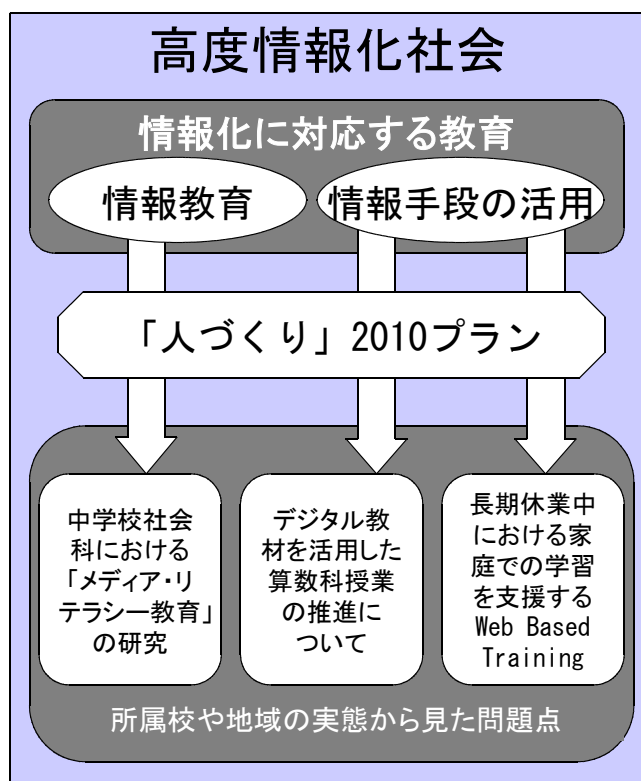 高度情報化社会
情報化に対応する教育
情報教育
情報手段の活用
「人づくり」2010プラン
中学校社会
科における
「メディア・リ
テラシー教育」
の研究
デジタル教
材を活用した
算数科授業
の推進に
ついて
長期休業中
における家
庭での学習
を支援する
Web Based
Training
所属校や地域の実態から見た問題点